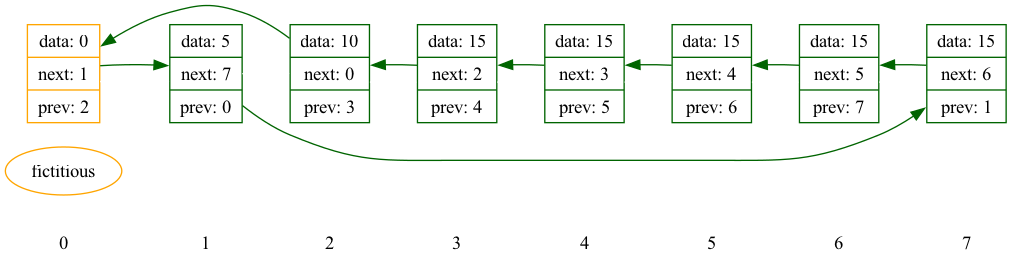 data: 0
next: 1
prev: 2
data: 5
next: 7
prev: 0
data: 10
next: 0
prev: 3
data: 15
next: 2
prev: 4
data: 15
next: 3
prev: 5
data: 15
next: 4
prev: 6
data: 15
next: 5
prev: 7
data: 15
next: 6
prev: 1
fictitious
0
1
2
3
4
5
6
7